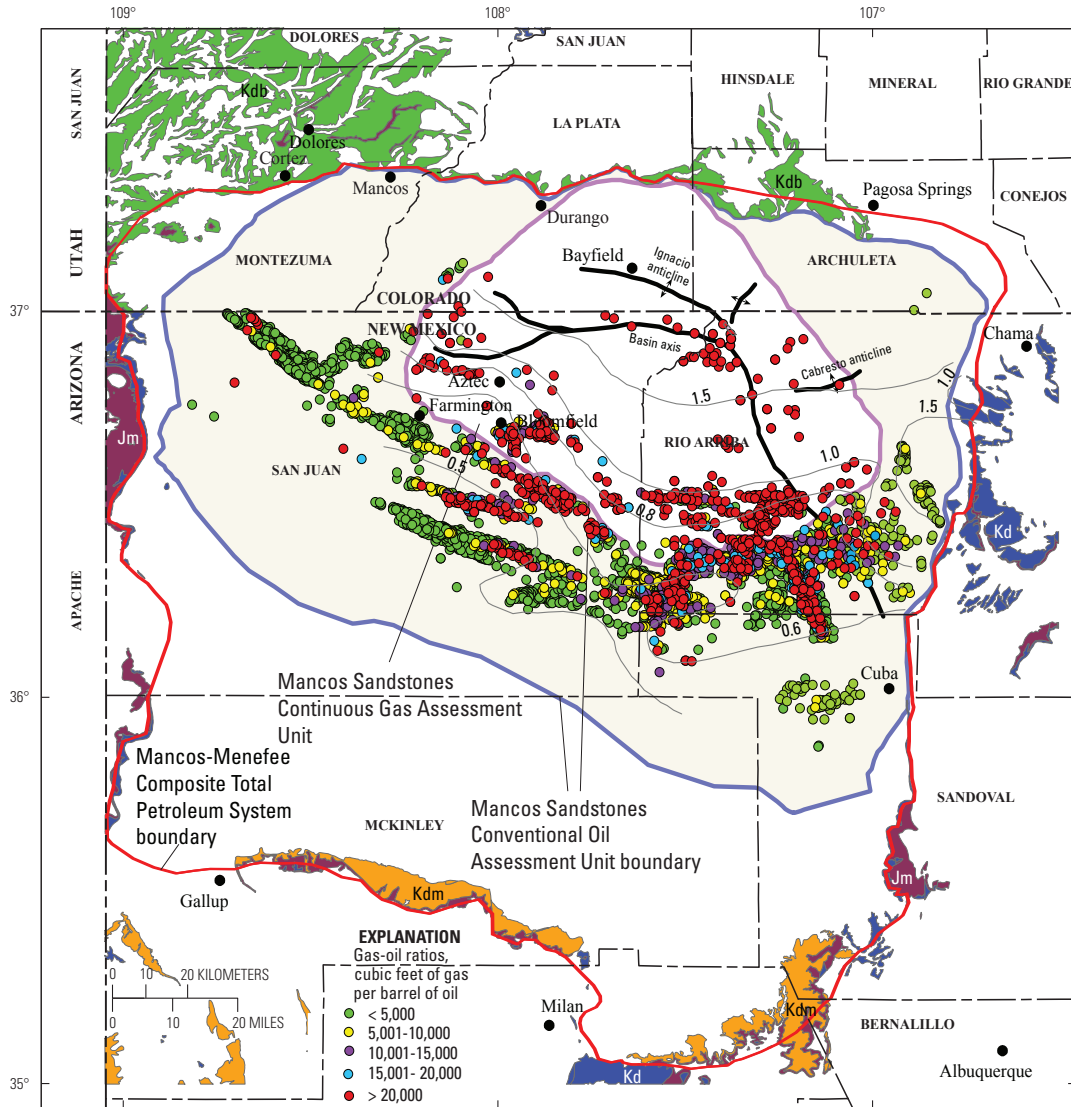 109°
108°
107°
DOLORES
SAN JUAN
HINSDALE
MINERAL
RIO GRANDE
SAN JUAN
Kdb
LA PLATA
Dolores
Cortez
Mancos
Kdb
Pagosa Springs
CONEJOS
Durango
UTAH
MONTEZUMA
Bayfield
Ignacio
anticline
ARCHULETA
COLORADO
37°
NEW MEXICO
Basin axis
Chama
ARIZONA
Aztec
Cabresto anticline
1.0
1.5
1.5
Farmington
Bloomfield
Jm
RIO ARRIBA
SAN JUAN
0.5
1.0
0.8
Kd
APACHE
0.6
Cuba
36°
Mancos Sandstones
Continuous Gas Assessment
Unit
Mancos-Menefee
Composite Total
Petroleum System
boundary
Mancos Sandstones
Conventional Oil
Assessment Unit boundary
SANDOVAL
MCKINLEY
Jm
Gallup
Kdm
EXPLANATION
Gas-oil ratios,
cubic feet of gas
per barrel of oil
< 5,000
5,001-10,000
10,001-15,000
15,001- 20,000
> 20,000
0 10 20 KILOMETERS
0 10 20 MILES
Milan
Kdm
BERNALILLO
Kd
Albuquerque
35°